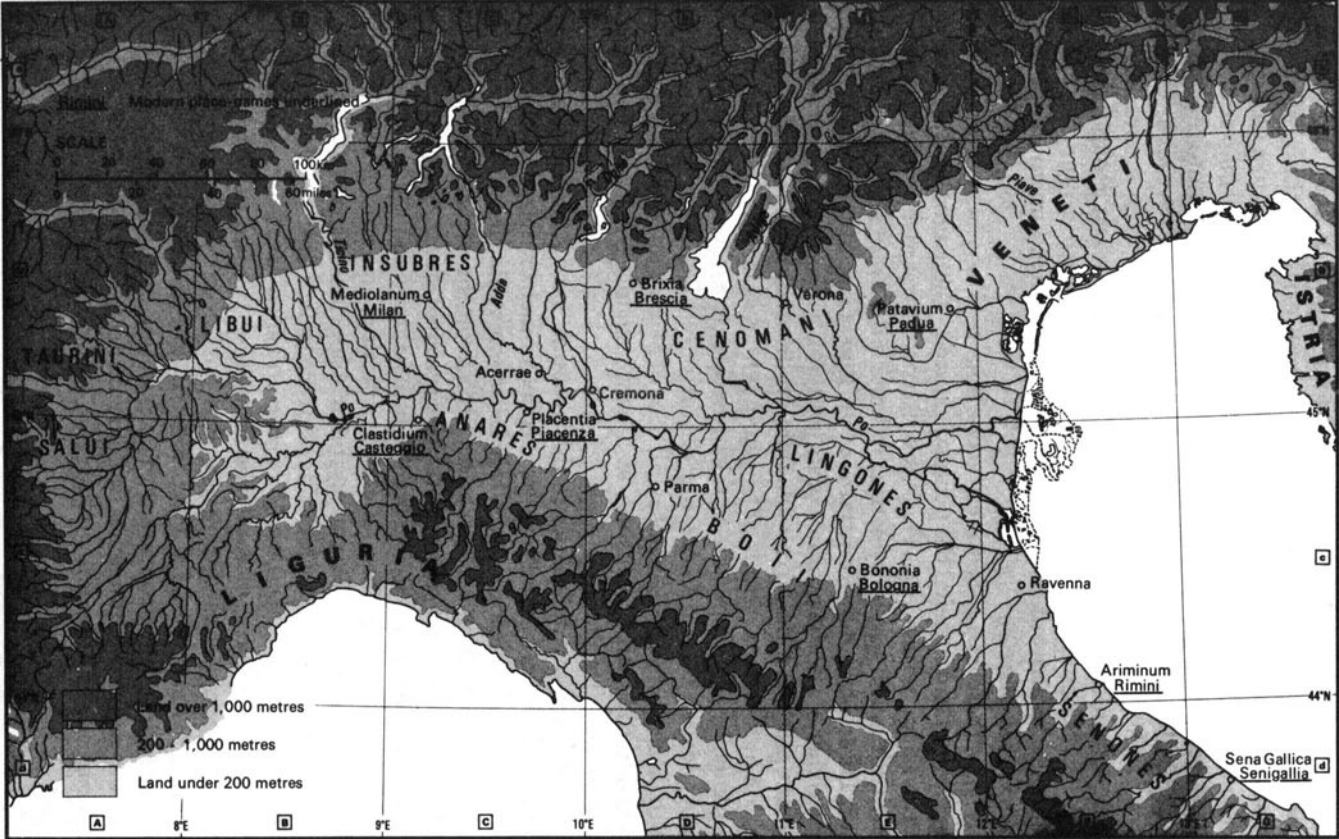 Rimini Modern place-names underlined
SCALE
0 20 40 60 80 100km
0 20 40 60miles
46°N
Piave
VENETI
Ticino
INSUBRES
Adda
Mediolanum
Milan
Brixia
Brescia
Verona
Patavium
Padua
ISTRIA
LIBUI
CENOMANI
TAURINI
Acerrae
Cremona
Po
Placentia
Piacenza
Po
45°N
ANARES
Clastidium
Casteggio
SALUI
LINGONES
Parma
BOII
LIGURIA
Bononia
Bologna
Ravenna
Ariminum
Rimini
44°N
SENONES
Land over 1,000 metres
200 - 1,000 metres
Land under 200 metres
Sena Gallica
Senigallia
A 8°E B 9°E C 10°E D 11°E E 12°E